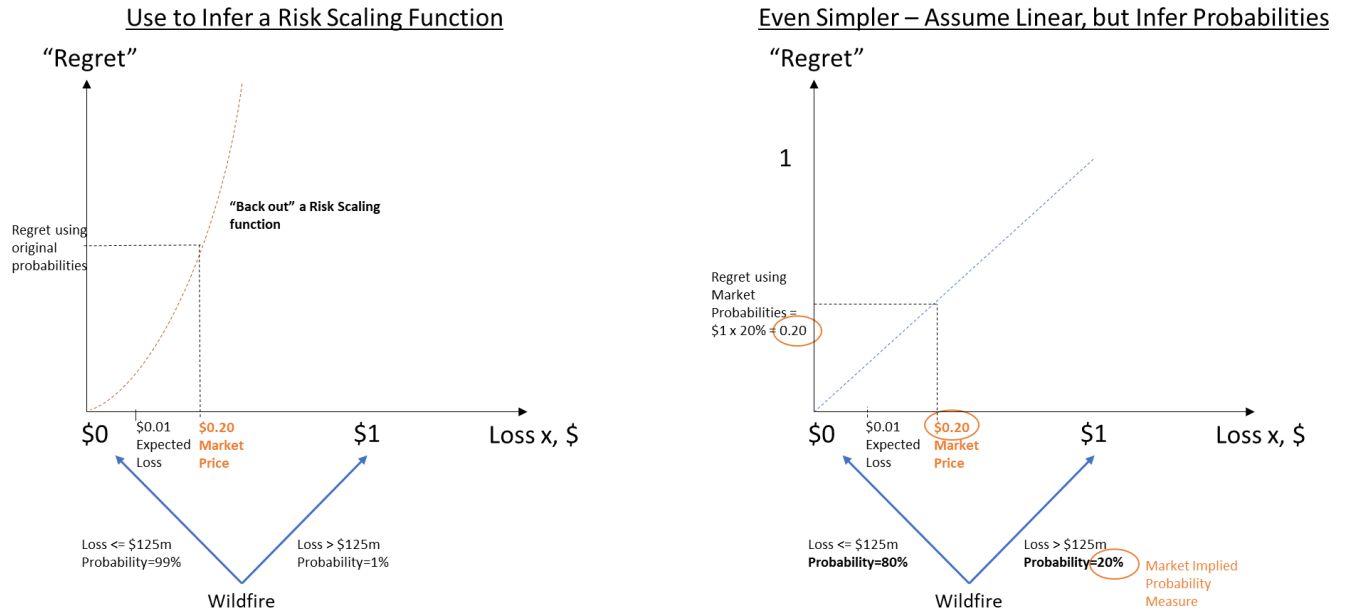 Use to Infer a Risk Scaling Function
“Regret”
“Back out” a Risk Scaling
function
Regret using
original
probabilities
$0
$0.01
Expected
Loss
$0.20
Market
Price
$1
Loss x, $
Loss <= $125m
Probability=99%
Loss > $125m
Probability=1%
Wildfire
Even Simpler – Assume Linear, but Infer Probabilities
“Regret”
1
Regret using
Market
Probabilities =
$1 x 20% = 0.20
$0
$0.01
Expected
Loss
$0.20
Market
Price
$1
Loss x, $
Loss <= $125m
Probability=80%
Loss > $125m
Probability=20%
Market Implied
Probability
Measure
Wildfire